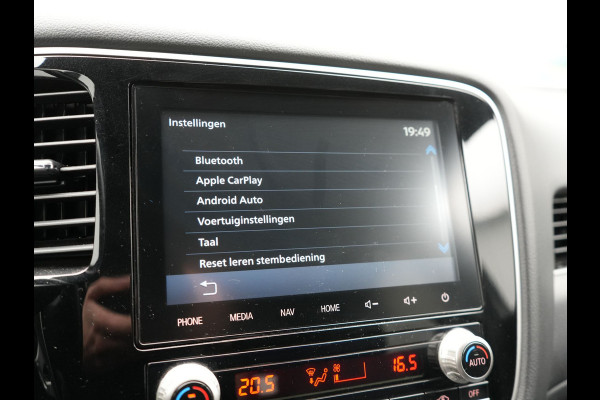 Instellingen
19:49
Bluetooth
Apple CarPlay
Android Auto
Voertuiginstellingen
Taal
Reset leren stembediening
PHONE MEDIA NAV HOME
20.5
16.5
AUTO
OFF